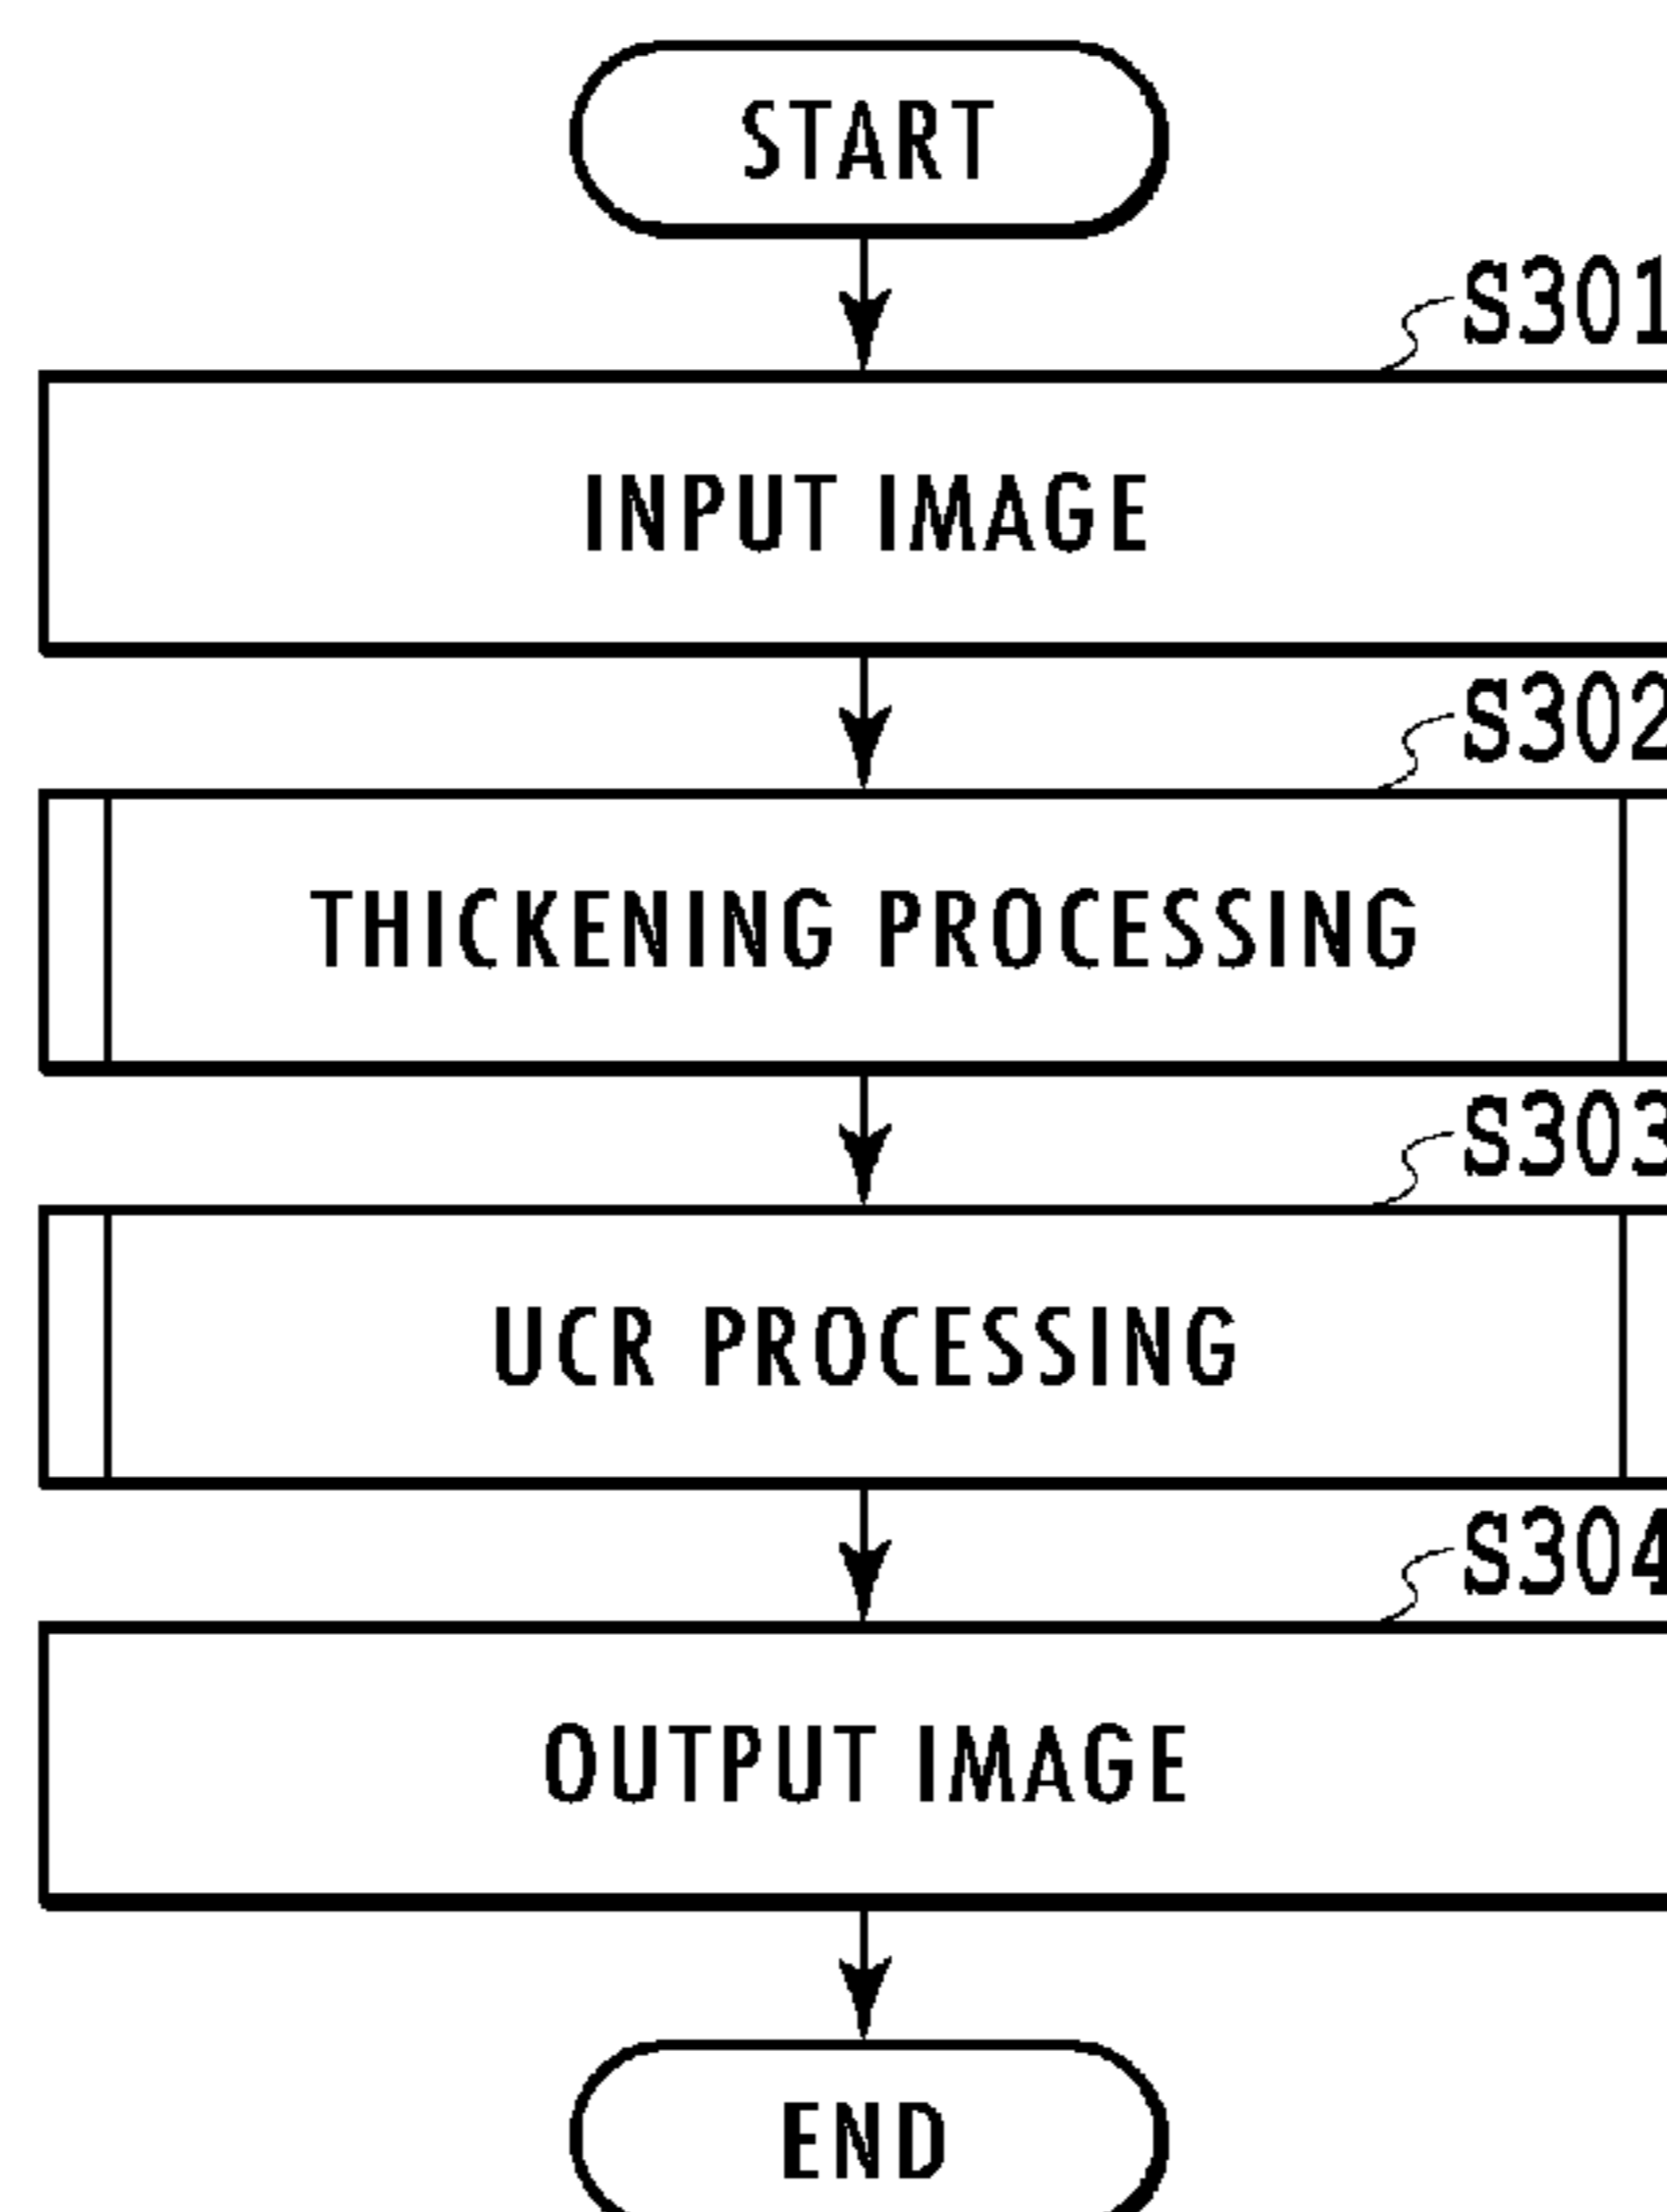 START
S301
INPUT IMAGE
S302
THICKENING PROCESSING
S303
UCR PROCESSING
S304
OUTPUT IMAGE
END